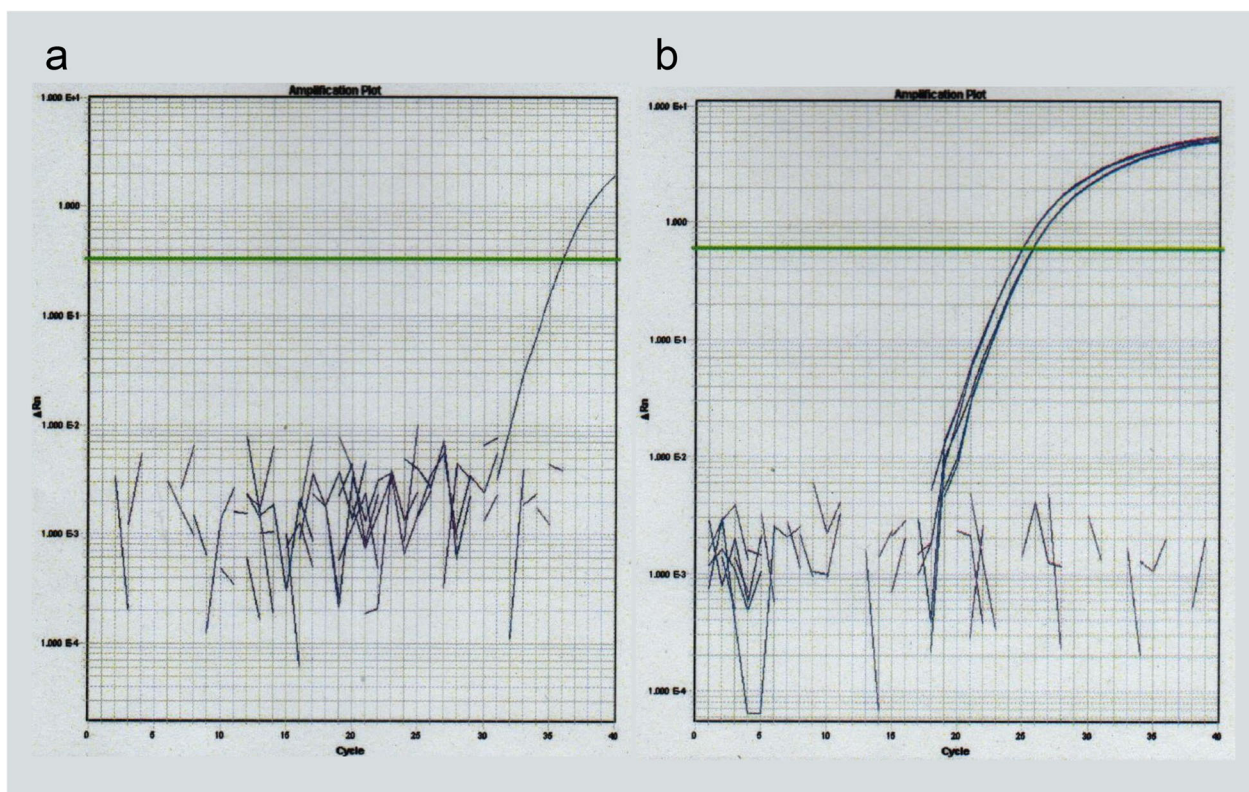 a
Amplification Plot
1.000 E+1
1.000
1.000 E-1
1.000 E-2
1.000 E-3
1.000 E-4
Δ Rn
0 5 10 15 20 25 30 35 40
Cycle
b
Amplification Plot
1.000 E+1
1.000
1.000 E-1
1.000 E-2
1.000 E-3
1.000 E-4
Δ Rn
0 5 10 15 20 25 30 35 40
Cycle